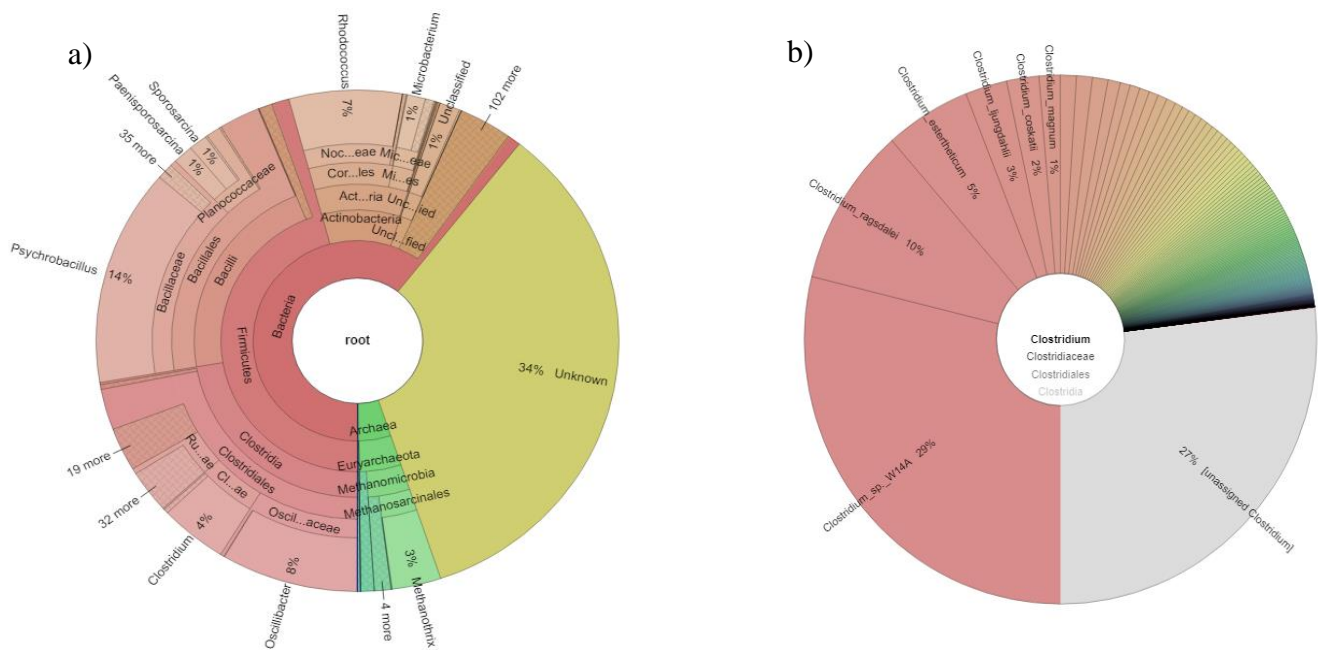 a)
Rhodococcus
7%
Microbacterium
1%
Unclassified
1%
102 more
Sporosarcina
1%
Paenisporosarcina
1%
35 more
Planococcaceae
Psychrobacillus
14%
Bacillaceae
Bacillales
Bacilli
Noc...eae
Mic...eae
Cor...les
Mi...es
Act...ria
Unc...ied
Actinobacteria
Uncl...fied
Bacteria
Firmicutes
root
34% Unknown
Archaea
Euryarchaeota
Methanomicrobia
Methanosarcinales
3%
Methanothrix
4 more
Clostridia
Clostridiales
Ru...ae
Cl...ae
Oscil...aceae
19 more
32 more
Clostridium
4%
Oscillibacter
8%
b)
Clostridium_magnum 1%
Clostridium_coskatii 2%
Clostridium_ljungdahlii 3%
Clostridium_estertheticum 5%
Clostridium_ragsdalei 10%
Clostridium_sp_W14A 29%
Clostridium
Clostridiaceae
Clostridiales
Clostridia
27% [unassigned Clostridium]